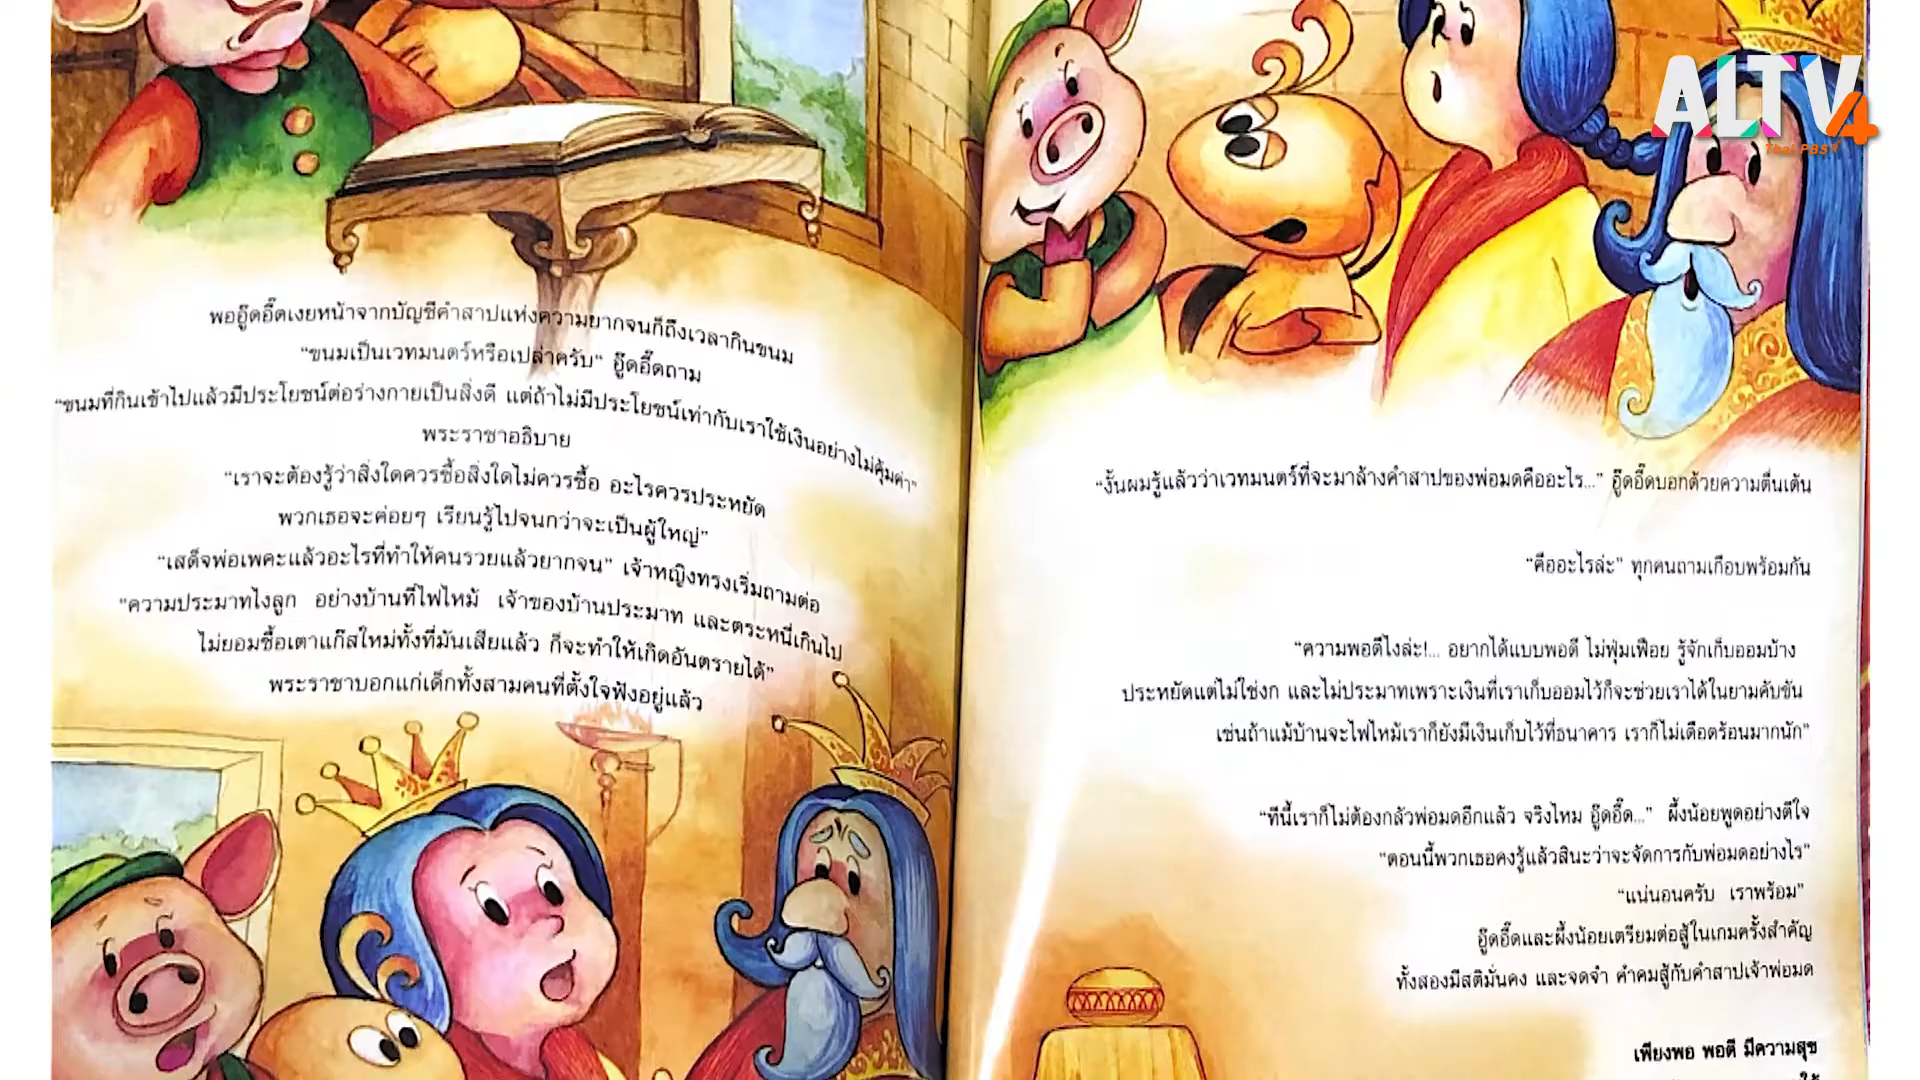 พออู๊ดอี๊ดเงยหน้าจากบัญชีคำสาปแห่งความยากจนก็ถึงเวลากินขนม
“ขนมเป็นเวทมนตร์หรือเปล่าครับ” อู๊ดอี๊ดถาม
“ขนมที่กินเข้าไปแล้วมีประโยชน์ต่อร่างกายเป็นสิ่งดี แต่ถ้าไม่มีประโยชน์เท่ากับเราใช้เงินอย่างไม่คุ้มค่า”
พระราชาอธิบาย
“เราจะต้องรู้ว่าสิ่งใดควรซื้อสิ่งใดไม่ควรซื้อ อะไรควรประหยัด
พวกเธอจะค่อยๆ เรียนรู้ไปจนกว่าจะเป็นผู้ใหญ่”
“เสด็จพ่อเพคะแล้วอะไรที่ทำให้คนรวยแล้วยากจน” เจ้าหญิงทรงเริ่มถามต่อ
“ความประมาทไงลูก อย่างบ้านที่ไฟไหม้ เจ้าของบ้านประมาท และตระหนี่เกินไป
ไม่ยอมซื้อเตาแก๊สใหม่ทั้งที่มันเสียแล้ว ก็จะทำให้เกิดอันตรายได้”
พระราชาบอกแก่เด็กทั้งสามคนที่ตั้งใจฟังอยู่แล้ว
ALTV4
Thai PBS
“งั้นผมรู้แล้วว่าเวทมนตร์ที่จะมาล้างคำสาปของพ่อมดคืออะไร...” อู๊ดอี๊ดบอกด้วยความตื่นเต้น
“คืออะไรล่ะ” ทุกคนถามเกือบพร้อมกัน
“ความพอดีไงล่ะ!... อยากได้แบบพอดี ไม่ฟุ่มเฟือย รู้จักเก็บออมบ้าง
ประหยัดแต่ไม่ใช่งก และไม่ประมาทเพราะเงินที่เราเก็บออมไว้ก็จะช่วยเราได้ในยามคับขัน
เช่นถ้าแม้บ้านจะไฟไหม้เราก็ยังมีเงินเก็บไว้ที่ธนาคาร เราก็ไม่เดือดร้อนมากนัก”
“ทีนี้เราก็ไม่ต้องกลัวพ่อมดอีกแล้ว จริงไหม อู๊ดอี๊ด...” ผึ้งน้อยพูดอย่างดีใจ
“ตอนนี้พวกเธอคงรู้แล้วสินะว่าจะจัดการกับพ่อมดอย่างไร”
“แน่นอนครับ เราพร้อม”
อู๊ดอี๊ดและผึ้งน้อยเตรียมต่อสู้ในเกมครั้งสำคัญ
ทั้งสองมีสติมั่นคง และจดจำ คำคมสู้กับคำสาปเจ้าพ่อมด
เพียงพอ พอดี มีความสุข